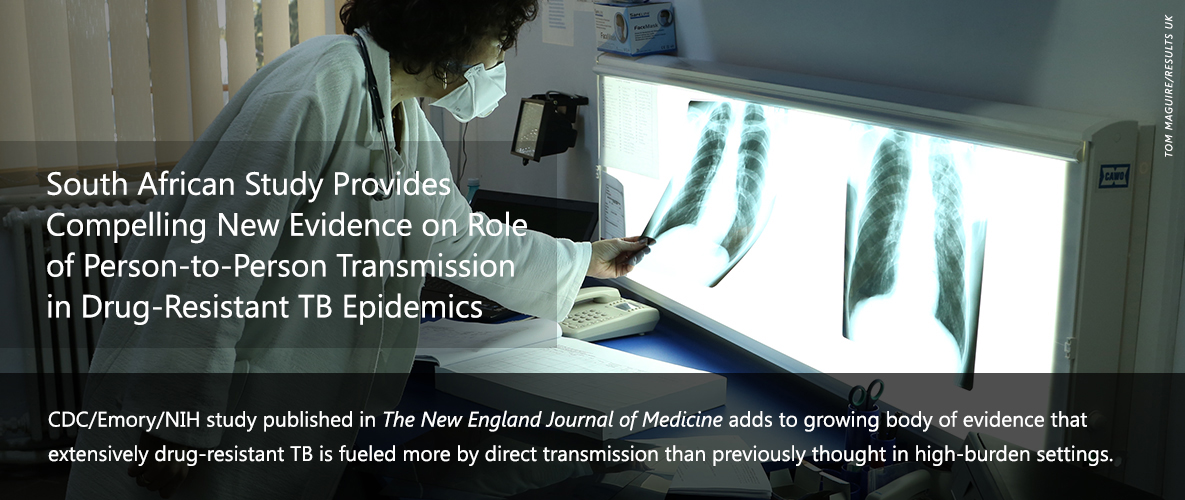 TOM MAGUIRE/RESULTS UK
FaceMask
CAWO
South African Study Provides
Compelling New Evidence on Role
of Person-to-Person Transmission
in Drug-Resistant TB Epidemics
CDC/Emory/NIH study published in The New England Journal of Medicine adds to growing body of evidence that
extensively drug-resistant TB is fueled more by direct transmission than previously thought in high-burden settings.